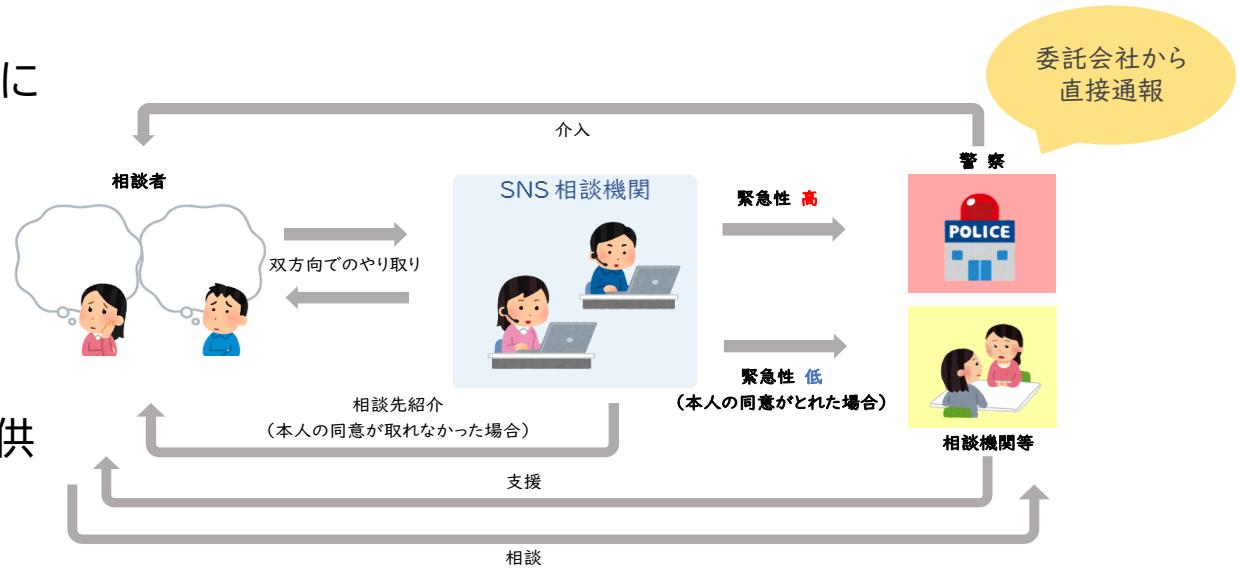 委託会社から
直接通報
に
介入
警 察
相談者
SNS相談機関
緊急性 高
POLICE
双方向でのやり取り
緊急性 低
(本人の同意がとれた場合)
相談先紹介
(本人の同意が取れなかった場合)
供
相談機関等
支援
相談